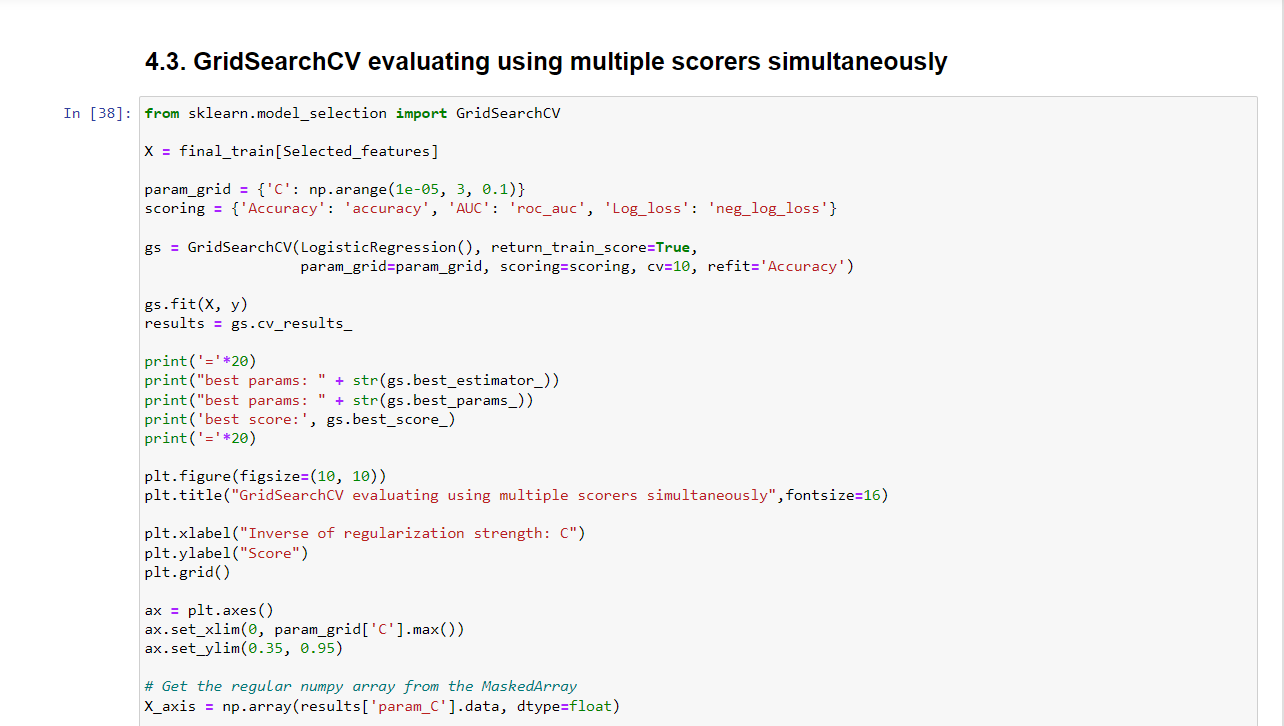 4.3. GridSearchCV evaluating using multiple scorers simultaneously
In [38]:
from sklearn.model_selection import GridSearchCV
X = final_train[Selected_features]
param_grid = {'C': np.arange(1e-05, 3, 0.1)}
scoring = {'Accuracy': 'accuracy', 'AUC': 'roc_auc', 'Log_loss': 'neg_log_loss'}
gs = GridSearchCV(LogisticRegression(), return_train_score=True,
                  param_grid=param_grid, scoring=scoring, cv=10, refit='Accuracy')
gs.fit(X, y)
results = gs.cv_results_
print('='*20)
print("best params: " + str(gs.best_estimator_))
print("best params: " + str(gs.best_params_))
print('best score:', gs.best_score_)
print('='*20)
plt.figure(figsize=(10, 10))
plt.title("GridSearchCV evaluating using multiple scorers simultaneously",fontsize=16)
plt.xlabel("Inverse of regularization strength: C")
plt.ylabel("Score")
plt.grid()
ax = plt.axes()
ax.set_xlim(0, param_grid['C'].max())
ax.set_ylim(0.35, 0.95)
# Get the regular numpy array from the MaskedArray
X_axis = np.array(results['param_C'].data, dtype=float)